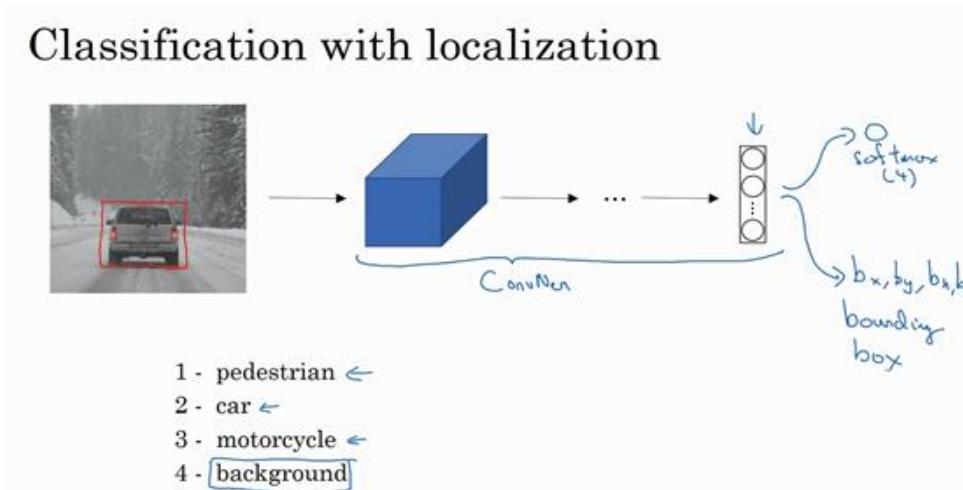 Classification with localization
...
softmax
(4)
ConvNet
bx, by, bh, b
bounding
box
1 - pedestrian
2 - car
3 - motorcycle
4 - background